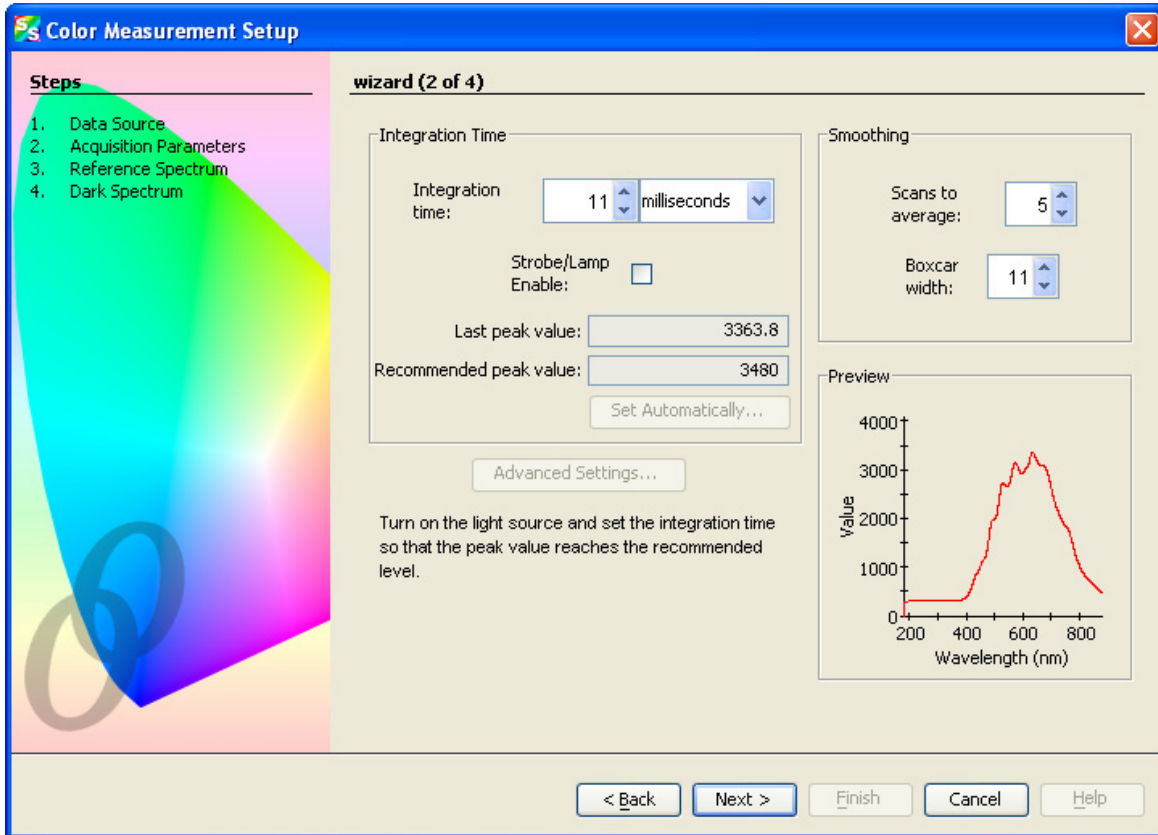 Color Measurement Setup
Steps
1. Data Source
2. Acquisition Parameters
3. Reference Spectrum
4. Dark Spectrum
wizard (2 of 4)
Integration Time
Integration
time:
11 milliseconds
Strobe/Lamp
Enable:
Last peak value: 3363.8
Recommended peak value: 3480
Set Automatically...
Advanced Settings...
Turn on the light source and set the integration time
so that the peak value reaches the recommended
level.
Smoothing
Scans to
average:
5
Boxcar
width:
11
Preview
4000
3000
2000
1000
0
Value
200 400 600 800
Wavelength (nm)
< Back
Next >
Finish
Cancel
Help